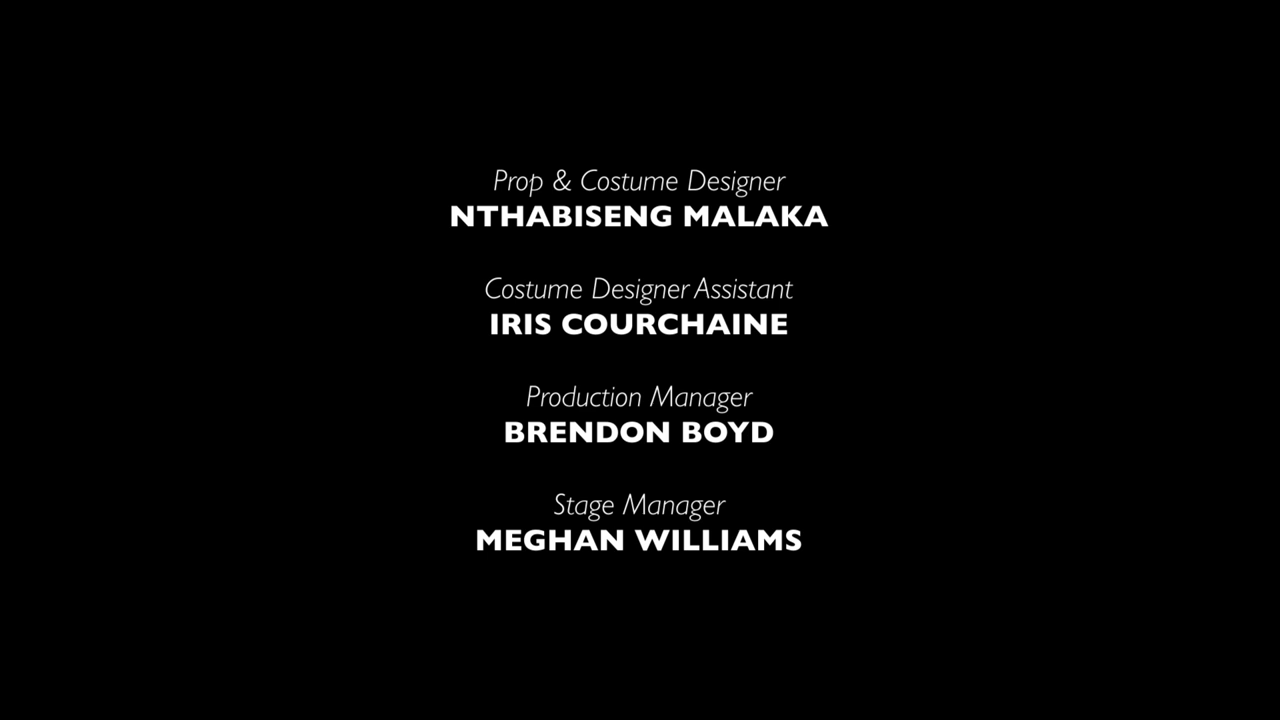 Prop & Costume Designer
NTHABISENG MALAKA
Costume Designer Assistant
IRIS COURCHAINE
Production Manager
BRENDON BOYD
Stage Manager
MEGHAN WILLIAMS